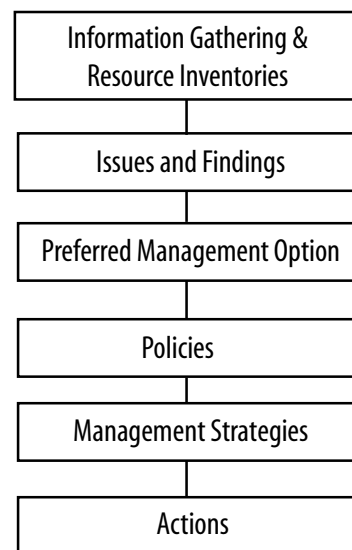 Information Gathering &
Resource Inventories
Issues and Findings
Preferred Management Option
Policies
Management Strategies
Actions